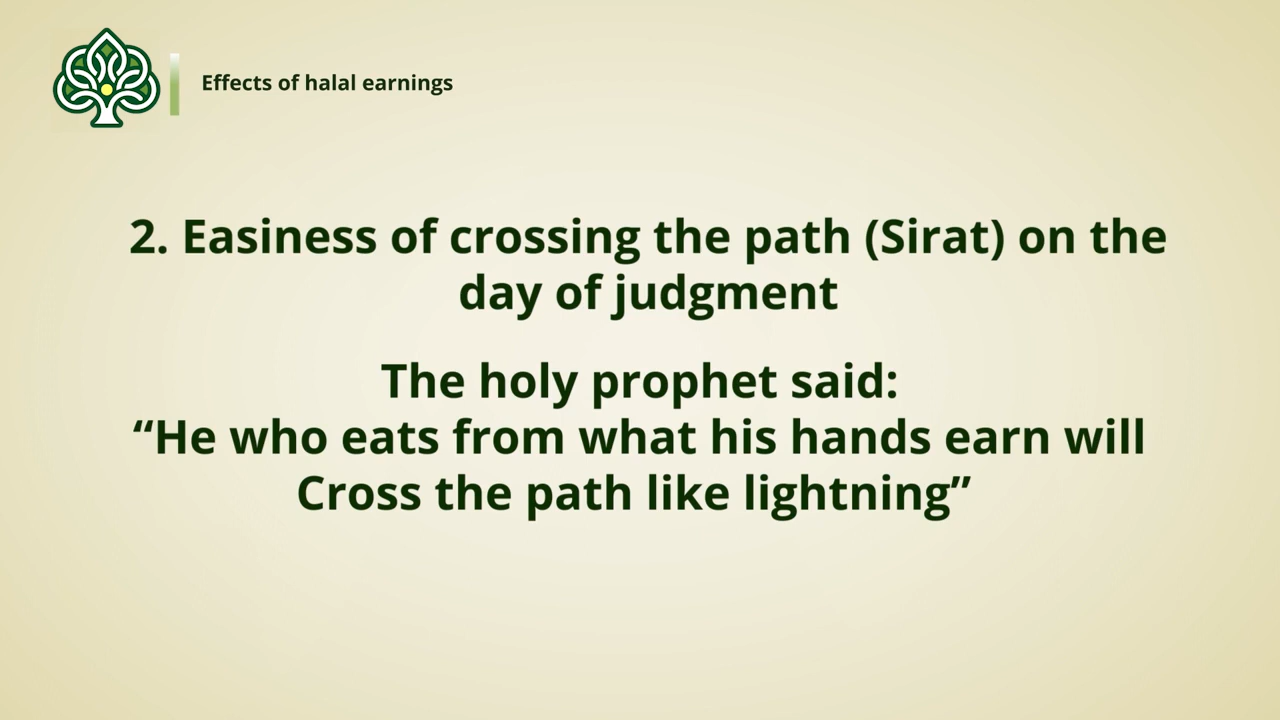 Effects of halal earnings
2. Easiness of crossing the path (Sirat) on the
day of judgment
The holy prophet said:
“He who eats from what his hands earn will
Cross the path like lightning”